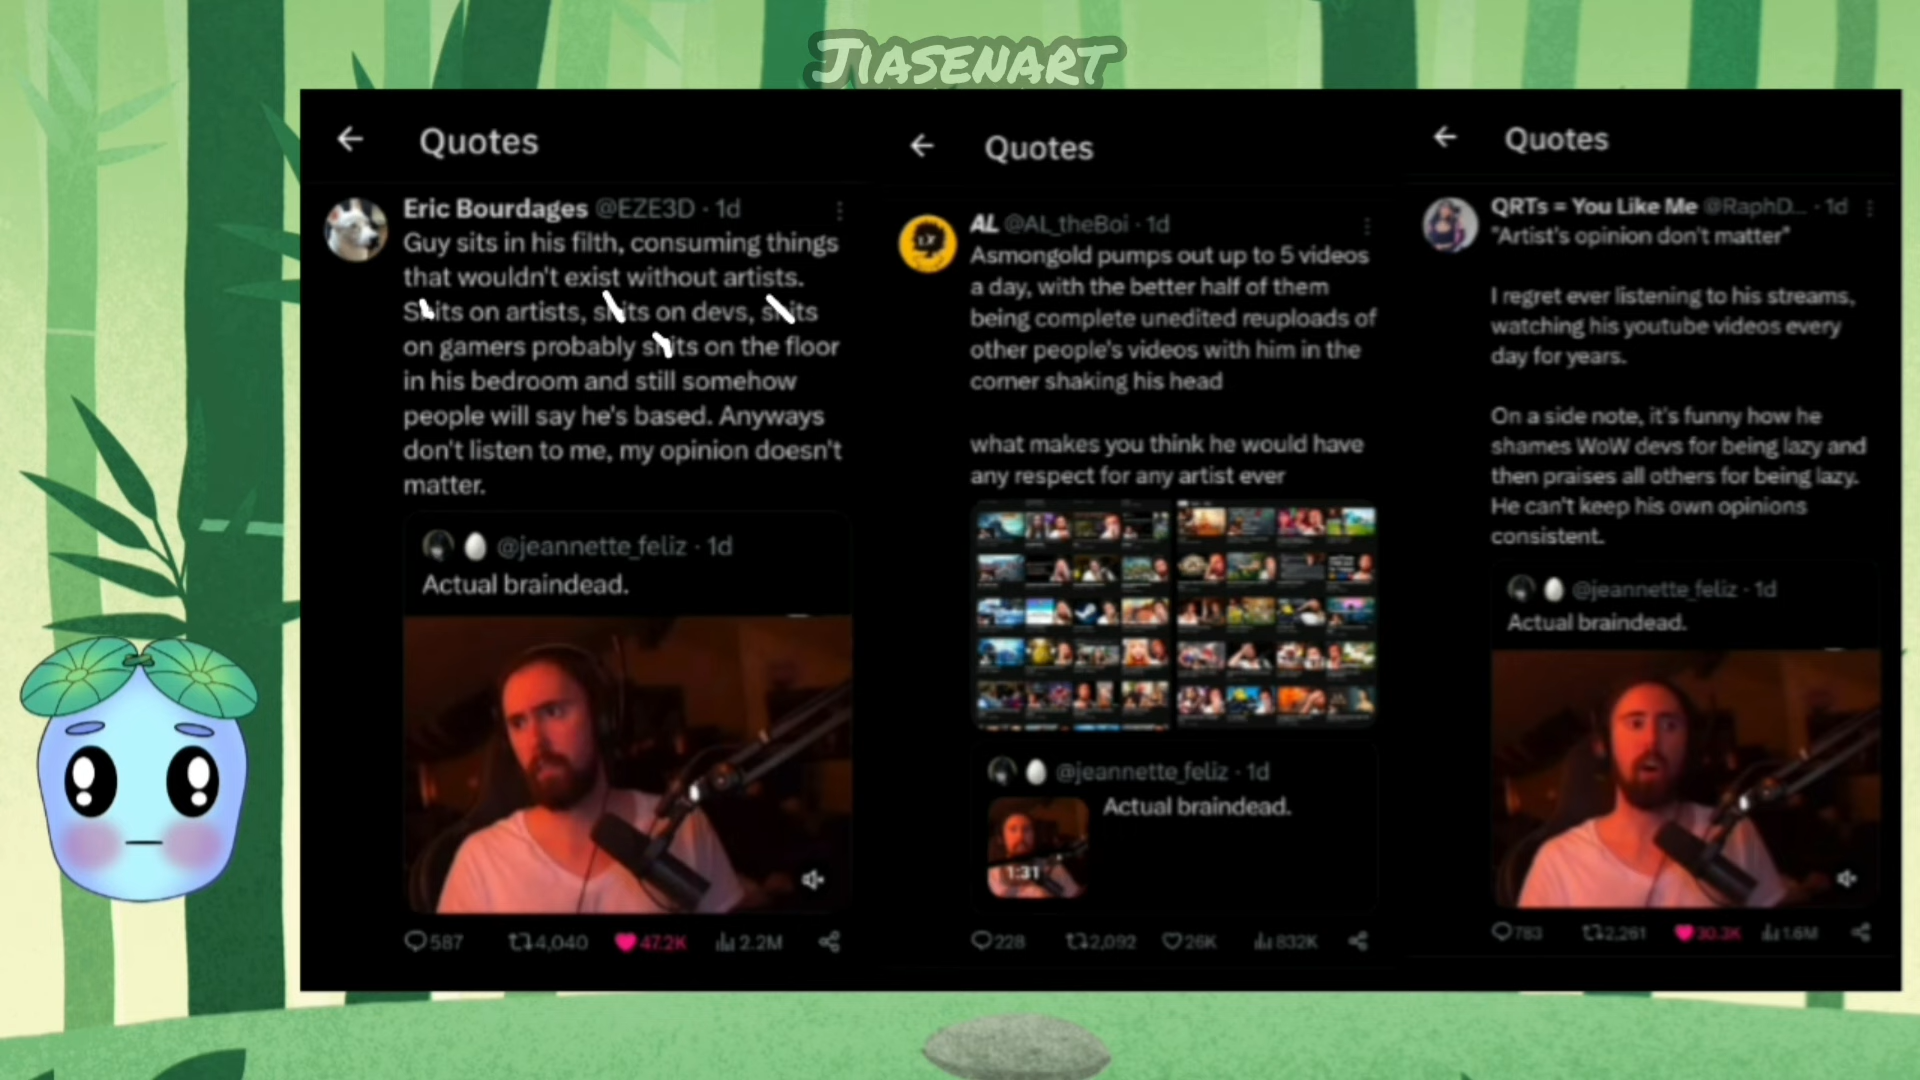 JIASENART
Quotes
Eric Bourdages @EZE3D · 1d
Guy sits in his filth, consuming things
that wouldn't exist without artists.
Shits on artists, shits on devs, shits
on gamers probably shits on the floor
in his bedroom and still somehow
people will say he's based. Anyways
don't listen to me, my opinion doesn't
matter.
@jeannette_feliz · 1d
Actual braindead.
587 4,040 47.2K 2.2M
Quotes
AL @AL_theBoi · 1d
Asmongold pumps out up to 5 videos
a day, with the better half of them
being complete unedited reuploads of
other people's videos with him in the
corner shaking his head
what makes you think he would have
any respect for any artist ever
@jeannette_feliz · 1d
Actual braindead.
1:31
228 2,092 26K 832K
Quotes
QRTs = You Like Me @RaphD... · 1d
"Artist's opinion don't matter"
I regret ever listening to his streams,
watching his youtube videos every
day for years.
On a side note, it's funny how he
shames WoW devs for being lazy and
then praises all others for being lazy.
He can't keep his own opinions
consistent.
@jeannette_feliz · 1d
Actual braindead.
783 2,261 30.3K 1.6M